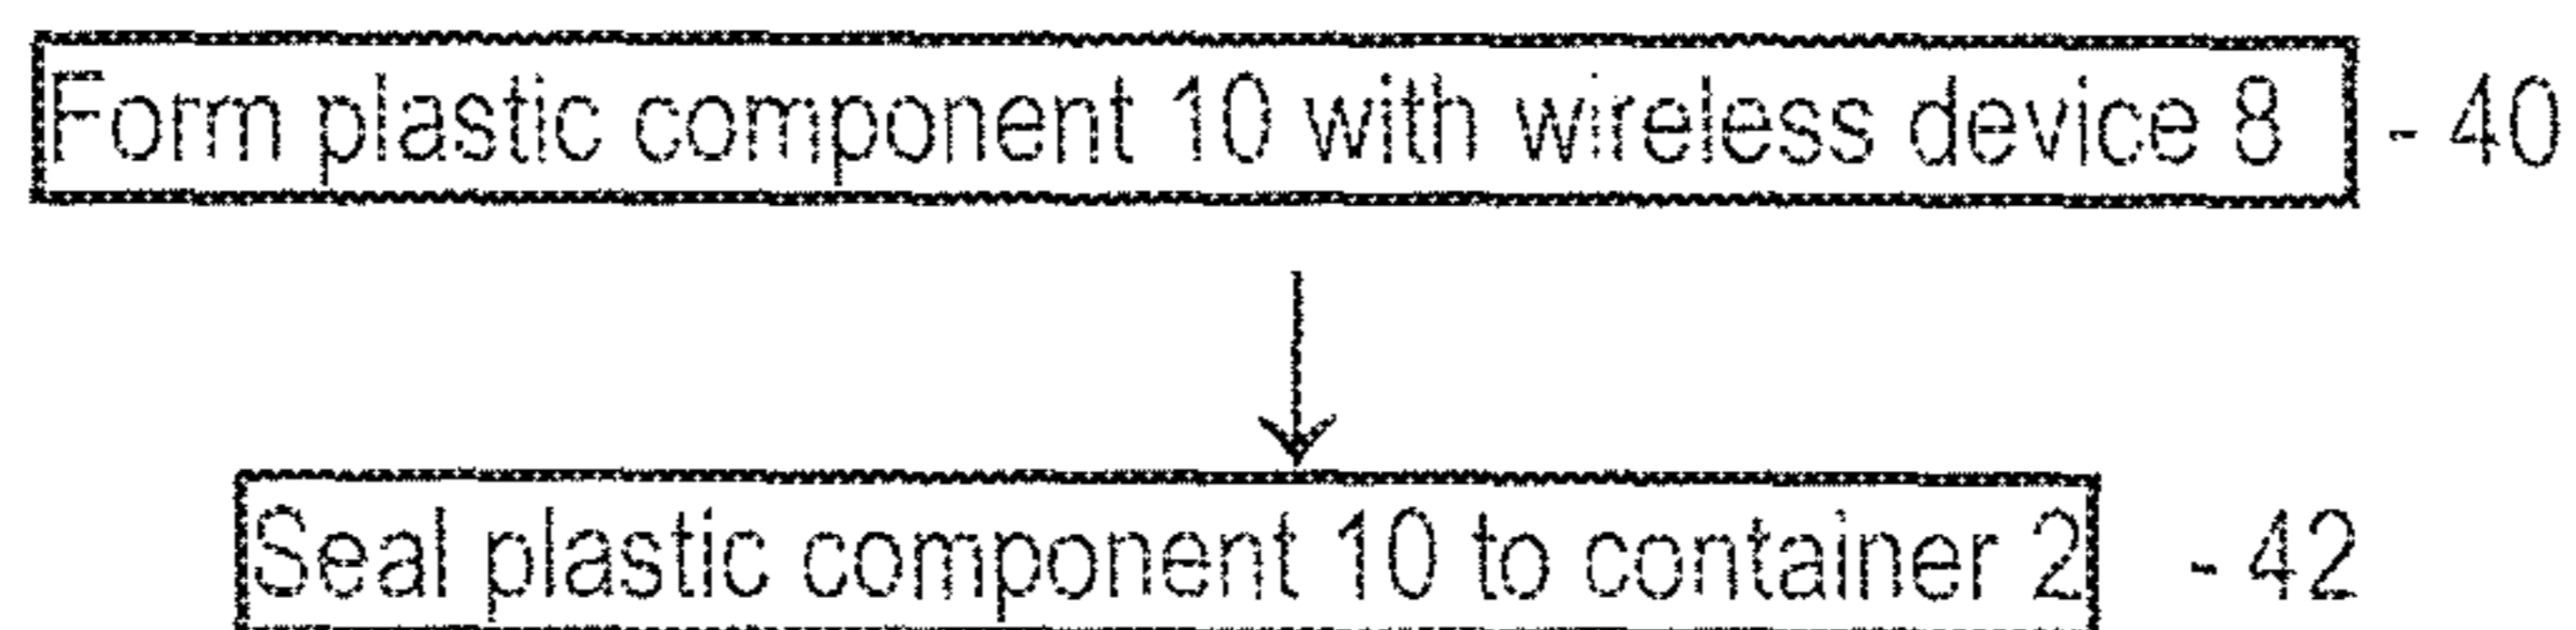 Form plastic component 10 with wireless device 8 - 40
Seal plastic component 10 to container 2 - 42